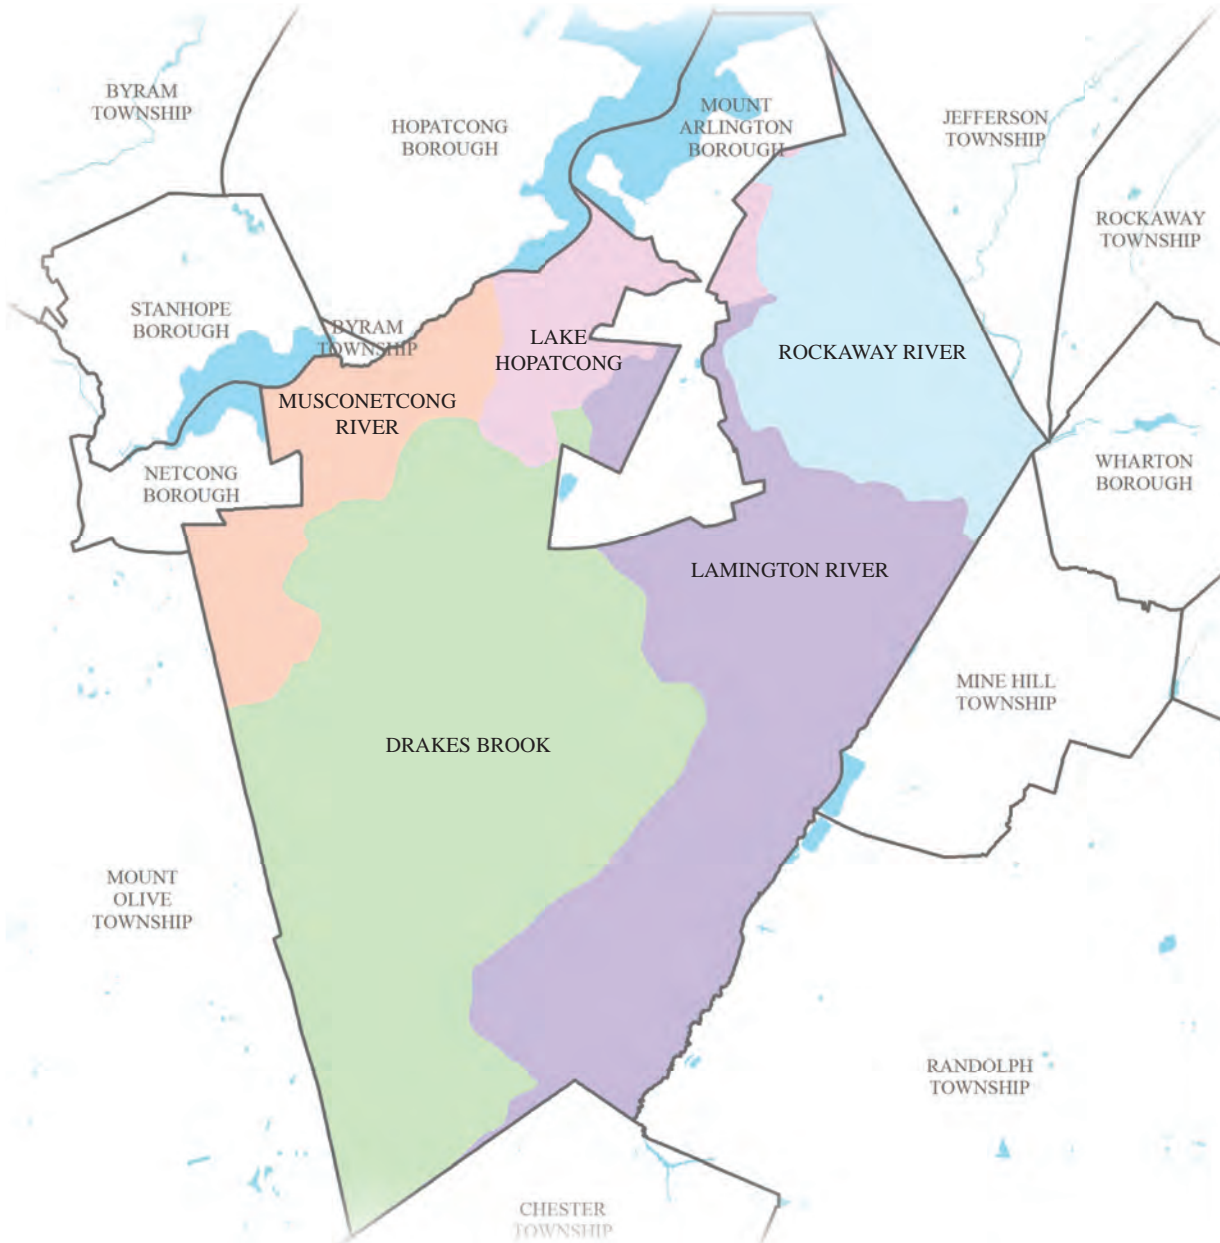 BYRAM
TOWNSHIP
HOPATCONG
BOROUGH
MOUNT
ARLINGTON
BOROUGH
JEFFERSON
TOWNSHIP
ROCKAWAY
TOWNSHIP
STANHOPE
BOROUGH
BYRAM
TOWNSHIP
LAKE
HOPATCONG
ROCKAWAY RIVER
MUSCONETCONG
RIVER
NETCONG
BOROUGH
WHARTON
BOROUGH
LAMINGTON RIVER
MINE HILL
TOWNSHIP
DRAKES BROOK
MOUNT
OLIVE
TOWNSHIP
RANDOLPH
TOWNSHIP
CHESTER
TOWNSHIP